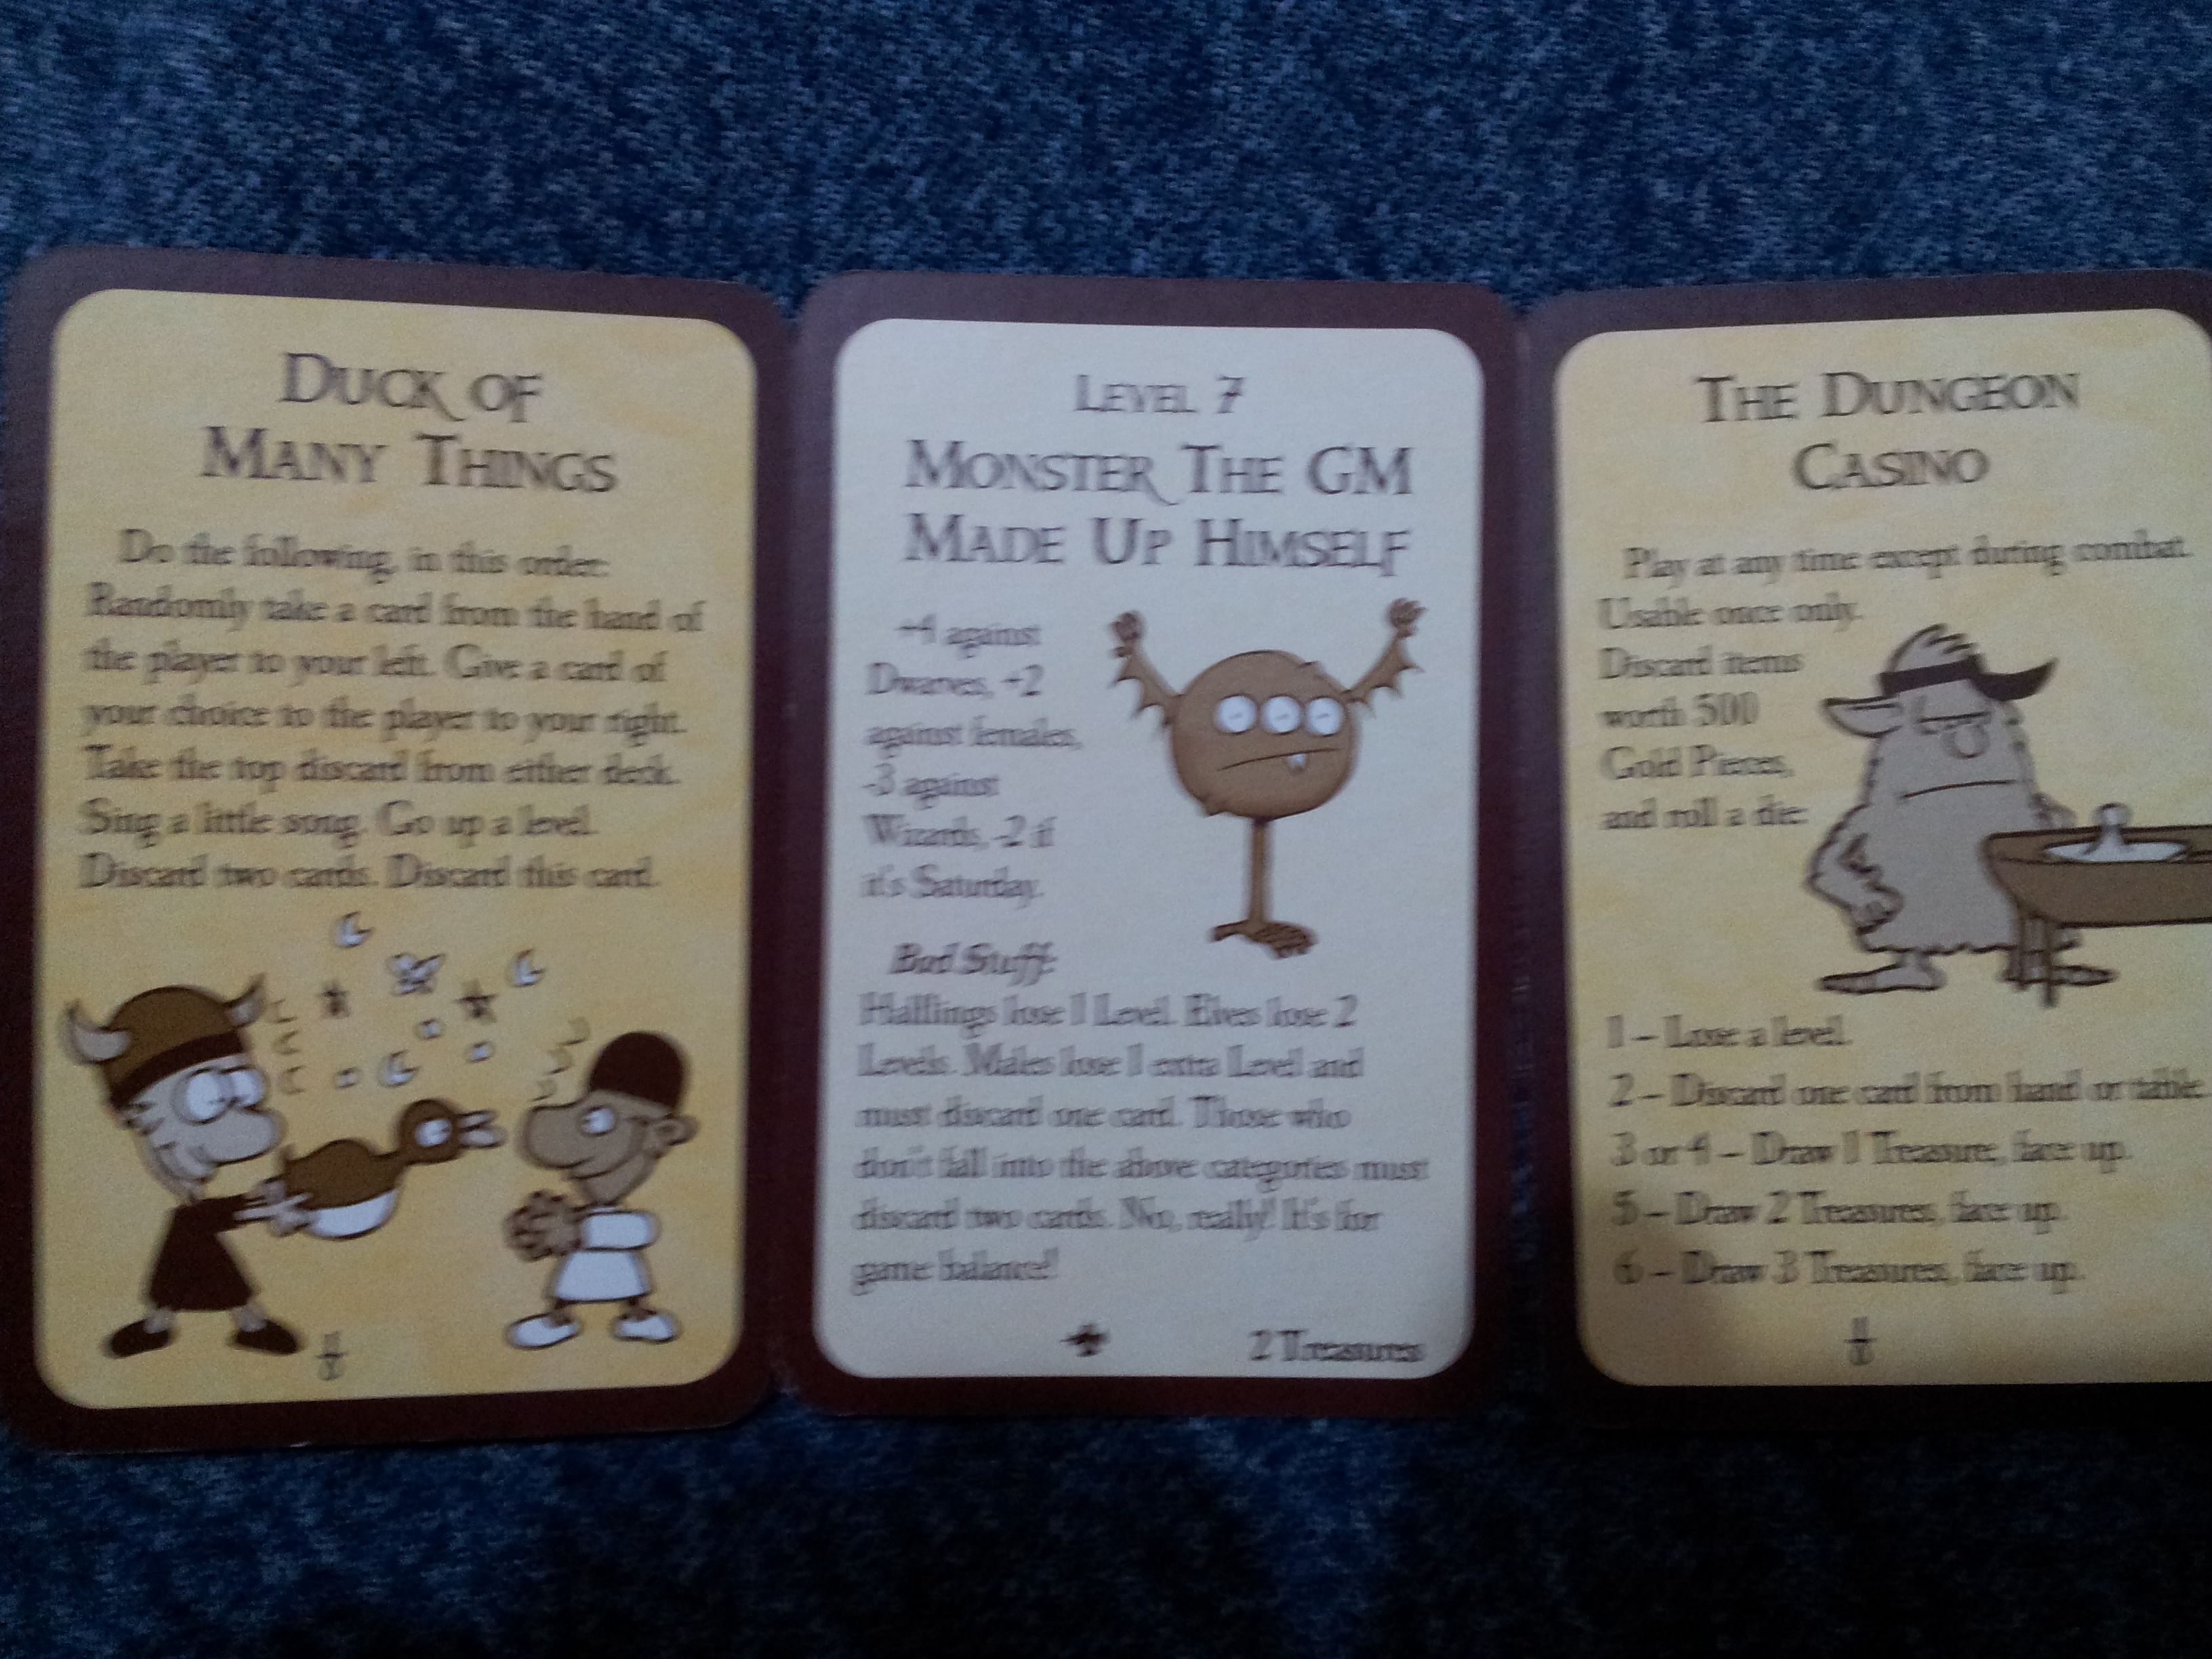 DUCK OF
MANY THINGS
Do the following, in this order:
Randomly take a card from the hand of
the player to your left. Give a card of
your choice to the player to your right.
Take the top discard from either deck.
Sing a little song. Go up a level.
Discard two cards. Discard this card.
LEVEL 7
MONSTER THE GM
MADE UP HIMSELF
+4 against
Dwarves, +2
against females,
-3 against
Wizards, -2 if
it's Saturday.
Bad Stuff:
Halflings lose 1 Level. Elves lose 2
Levels. Males lose 1 extra Level and
must discard one card. Those who
don't fall into the above categories must
discard two cards. No, really! It's for
game balance!
2 Treasures
THE DUNGEON
CASINO
Play at any time except during combat.
Usable once only.
Discard items
worth 500
Gold Pieces,
and roll a die:
1 – Lose a level.
2 – Discard one card from hand or table.
3 or 4 – Draw 1 Treasure, face up.
5 – Draw 2 Treasures, face up.
6 – Draw 3 Treasures, face up.